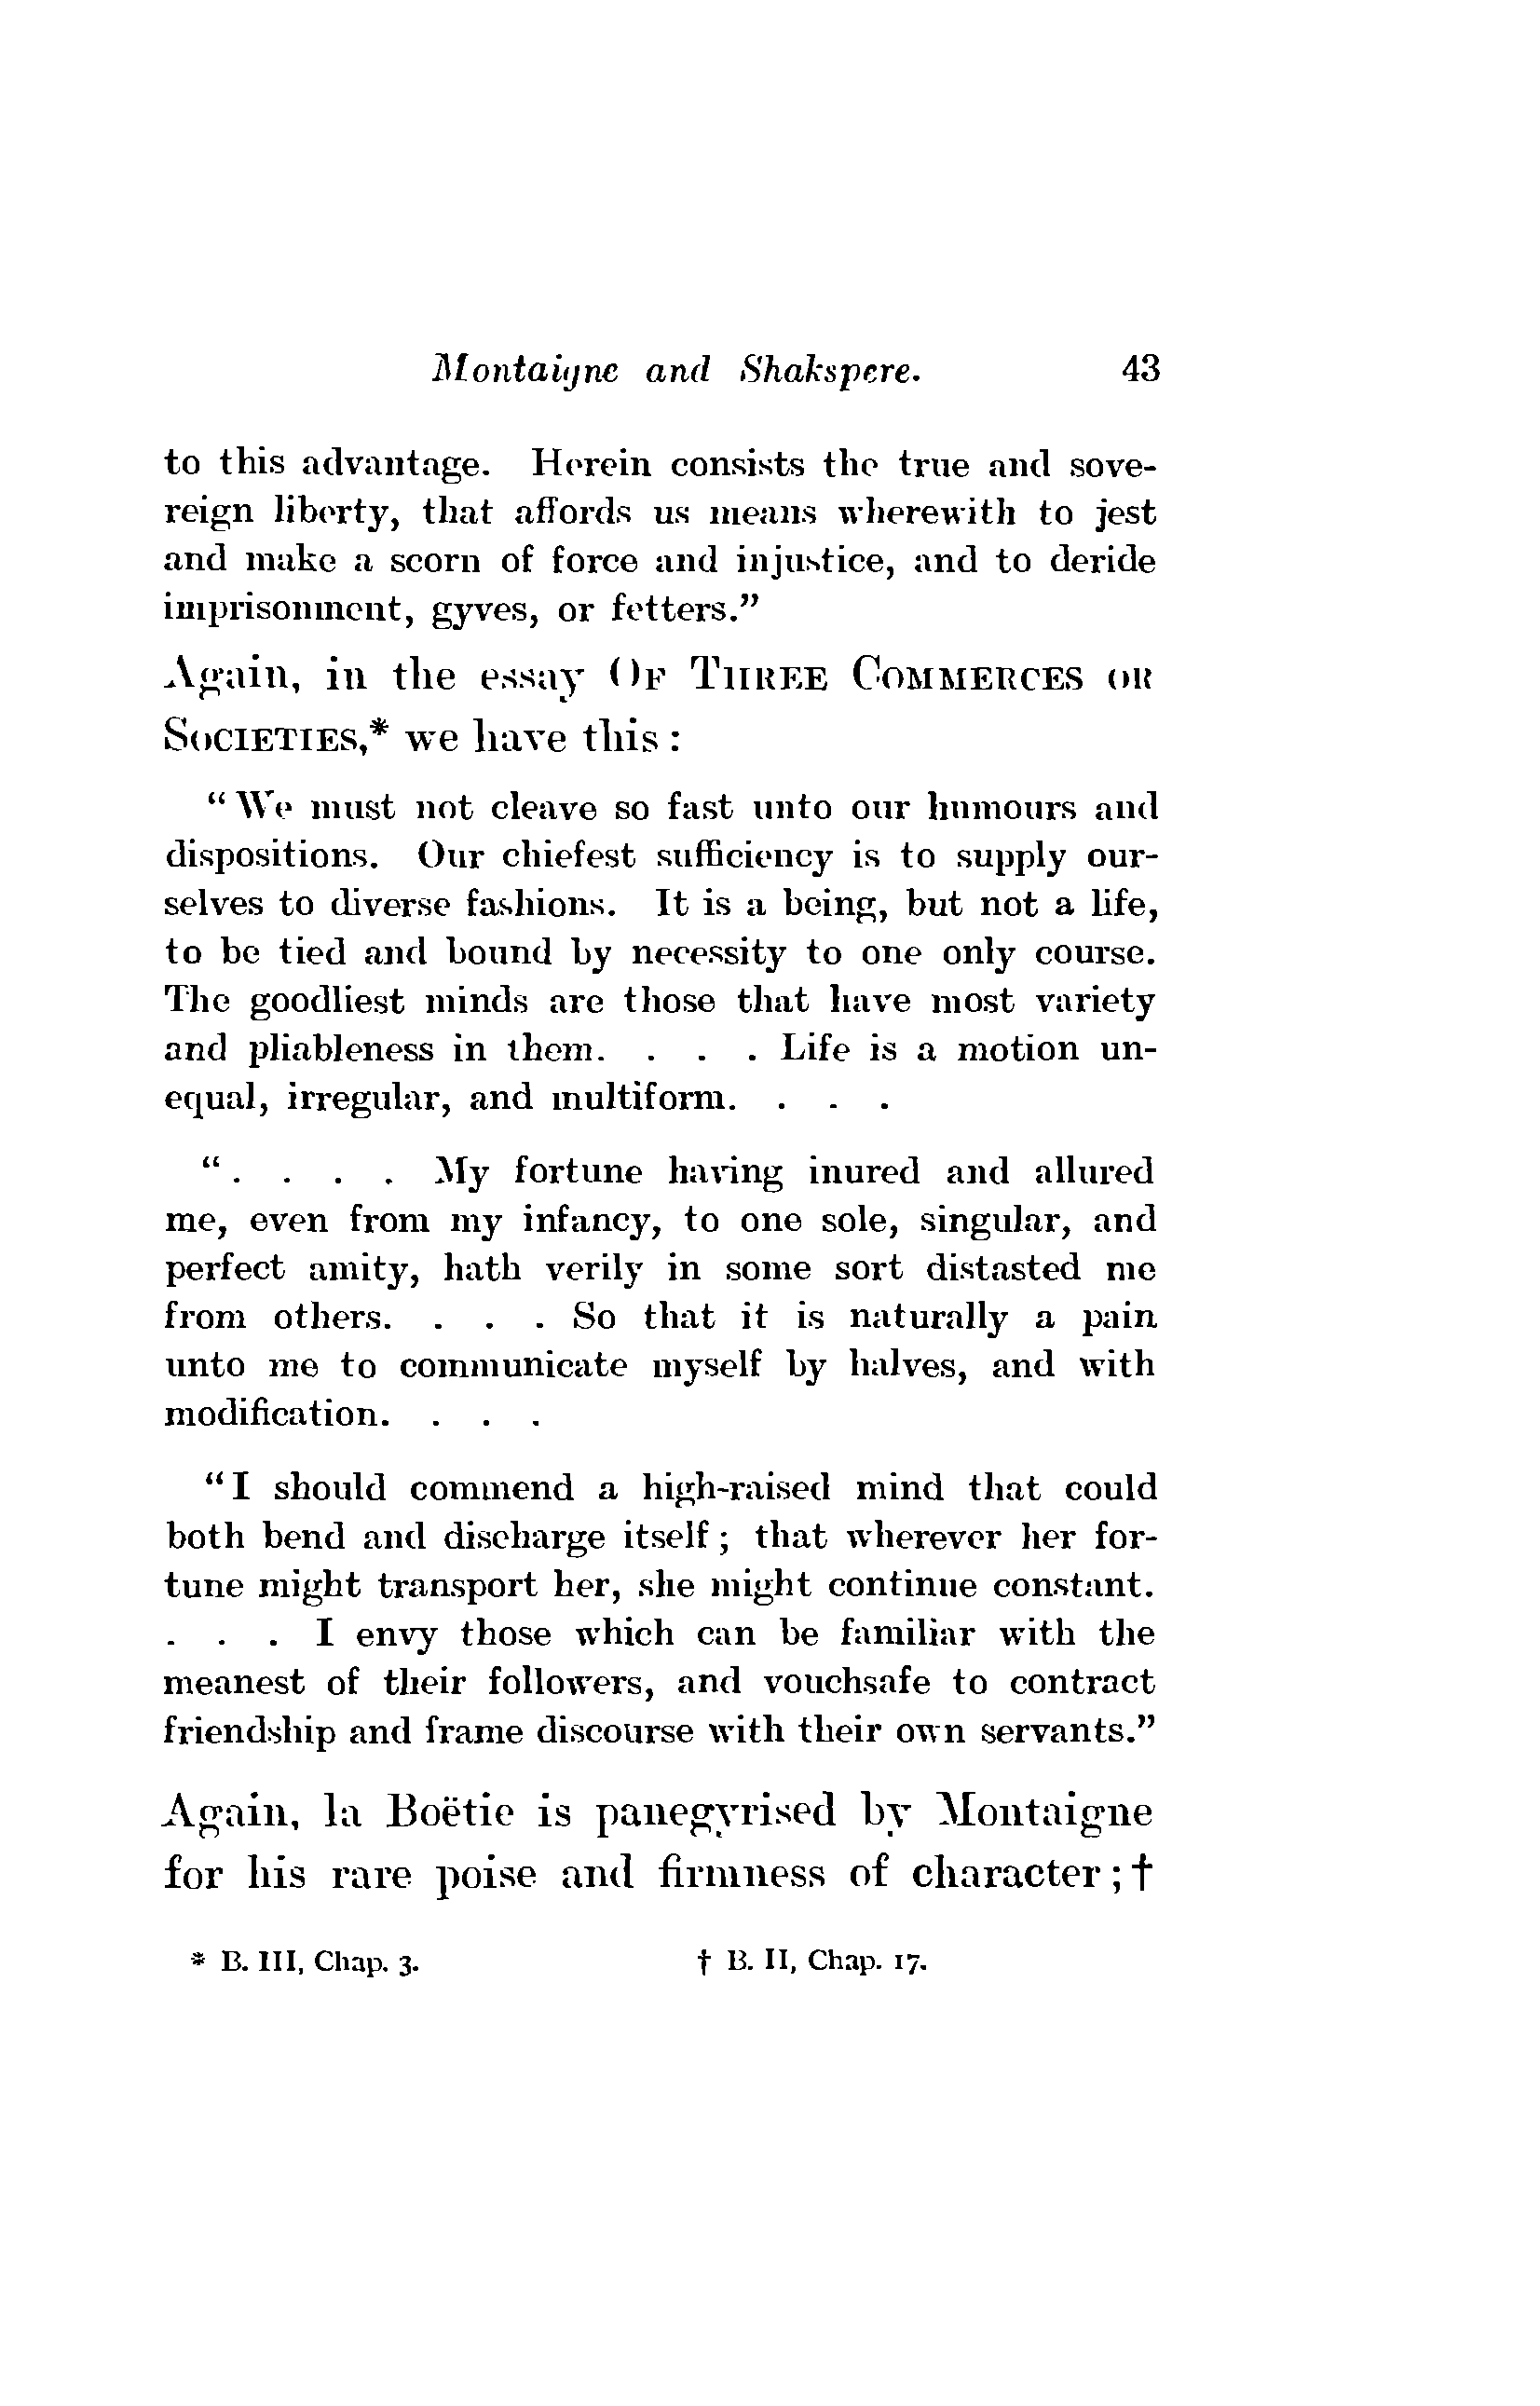 Montaigne and Shakspere. 43
to this advantage. Herein consists the true and sove-
reign liberty, that affords us means wherewith to jest
and make a scorn of force and injustice, and to deride
imprisonment, gyves, or fetters.”
Again, in the essay Of Three Commerces or
Societies,* we have this :
“ We must not cleave so fast unto our humours and
dispositions. Our chiefest sufficiency is to supply our-
selves to diverse fashions. It is a being, but not a life,
to be tied and bound by necessity to one only course.
The goodliest minds are those that have most variety
and pliableness in them. . . . Life is a motion un-
equal, irregular, and multiform. . . .
“ . . . . My fortune having inured and allured
me, even from my infancy, to one sole, singular, and
perfect amity, hath verily in some sort distasted me
from others. . . . So that it is naturally a pain
unto me to communicate myself by halves, and with
modification. . . .
“ I should commend a high-raised mind that could
both bend and discharge itself ; that wherever her for-
tune might transport her, she might continue constant.
. . . I envy those which can be familiar with the
meanest of their followers, and vouchsafe to contract
friendship and frame discourse with their own servants.”
Again, la Boëtie is panegyrised by Montaigne
for his rare poise and firmness of character ; †
* B. III, Chap. 3. † B. II, Chap. 17.